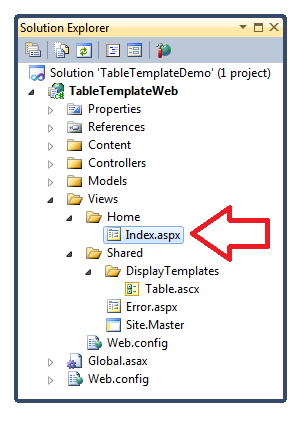 Solution Explorer
Solution 'TableTemplateDemo' (1 project)
TableTemplateWeb
Properties
References
Content
Controllers
Models
Views
Home
Index.aspx
Shared
DisplayTemplates
Table.ascx
Error.aspx
Site.Master
Web.config
Global.asax
Web.config